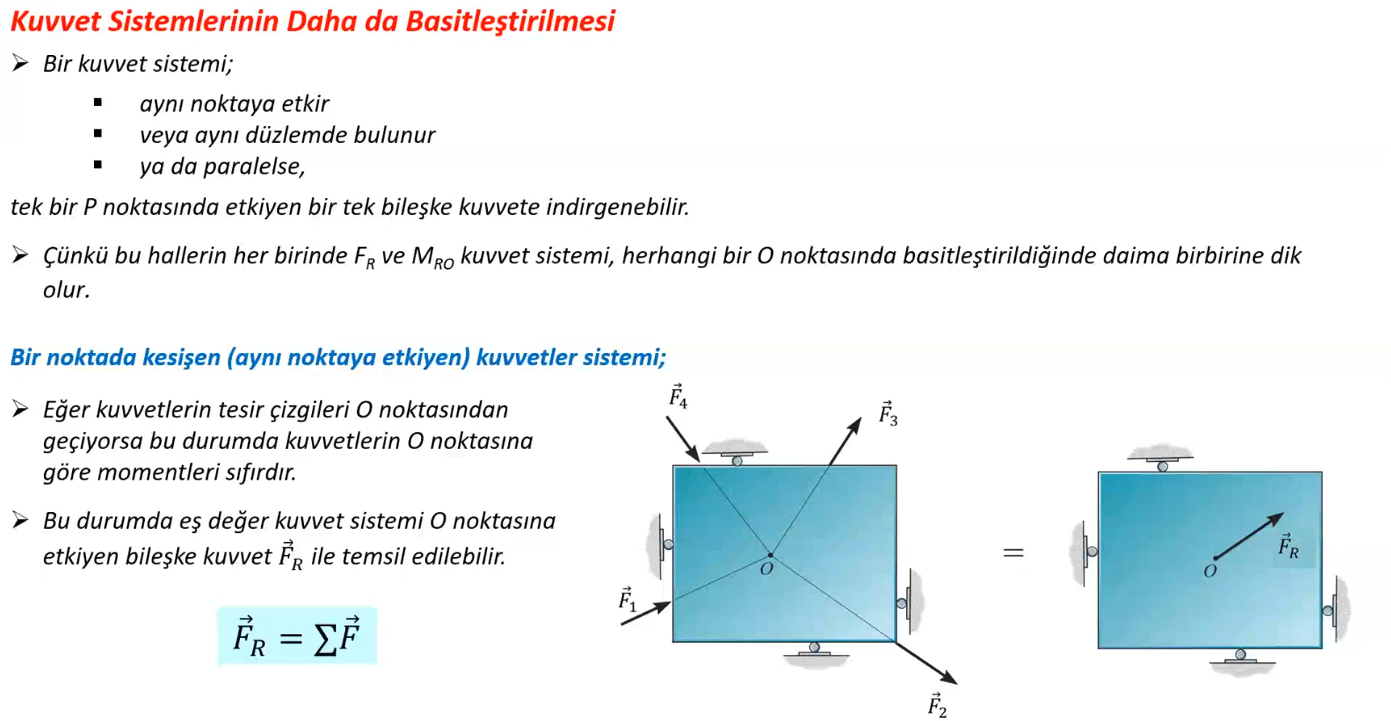 Kuvvet Sistemlerinin Daha da Basitleştirilmesi
➢ Bir kuvvet sistemi;
▪ aynı noktaya etkir
▪ veya aynı düzlemde bulunur
▪ ya da paralelse,
tek bir P noktasında etkiyen bir tek bileşke kuvvete indirgenebilir.
➢ Çünkü bu hallerin her birinde F_R ve M_RO kuvvet sistemi, herhangi bir O noktasında basitleştirildiğinde daima birbirine dik
olur.
Bir noktada kesişen (aynı noktaya etkiyen) kuvvetler sistemi;
➢ Eğer kuvvetlerin tesir çizgileri O noktasından
geçiyorsa bu durumda kuvvetlerin O noktasına
göre momentleri sıfırdır.
➢ Bu durumda eş değer kuvvet sistemi O noktasına
etkiyen bileşke kuvvet F⃗_R ile temsil edilebilir.
F⃗_R = ∑F⃗
F⃗_4
F⃗_3
O
F⃗_1
F⃗_2
=
O
F⃗_R